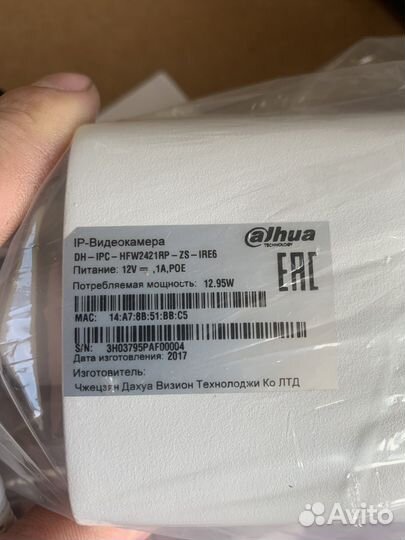 alhua
TECHNOLOGY
IP-Видеокамера
DH-IPC-HFW2421RP-ZS-IRE6
Питание: 12V ⎓ ,1A,POE
Потребляемая мощность: 12.95W
EAC
MAC: 14:A7:8B:51:BB:C5
S/N: 3H03795PAF00004
Дата изготовления: 2017
Изготовитель:
Чжецзян Дахуа Визион Технолоджи Ко ЛТД
Avito